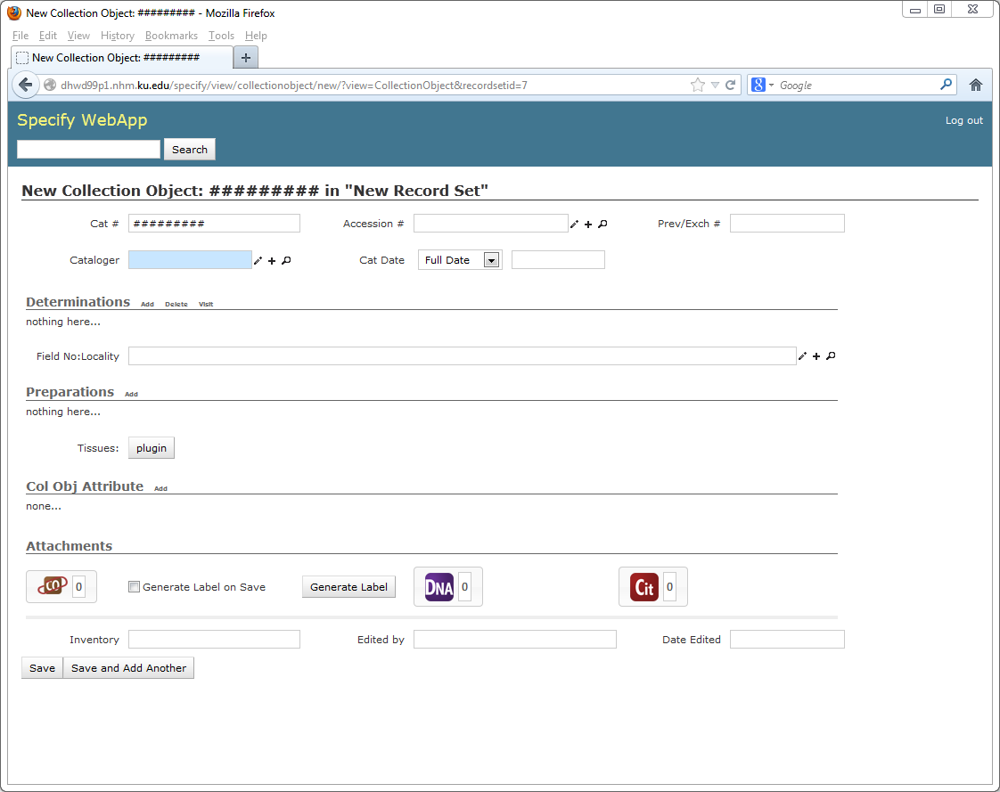 New Collection Object: ######### - Mozilla Firefox
File Edit View History Bookmarks Tools Help
New Collection Object: #########
dhwd99p1.nhm.ku.edu/specify/view/collectionobject/new/?view=CollectionObject&recordsetid=7 8 Google
Specify WebApp Log out
Search
New Collection Object: ######### in "New Record Set"
Cat # ######### Accession # Prev/Exch #
Cataloger Cat Date Full Date
Determinations Add Delete Visit
nothing here...
Field No:Locality
Preparations Add
nothing here...
Tissues: plugin
Col Obj Attribute Add
none...
Attachments
CO 0 Generate Label on Save Generate Label DNA 0 Cit 0
Inventory Edited by Date Edited
Save Save and Add Another